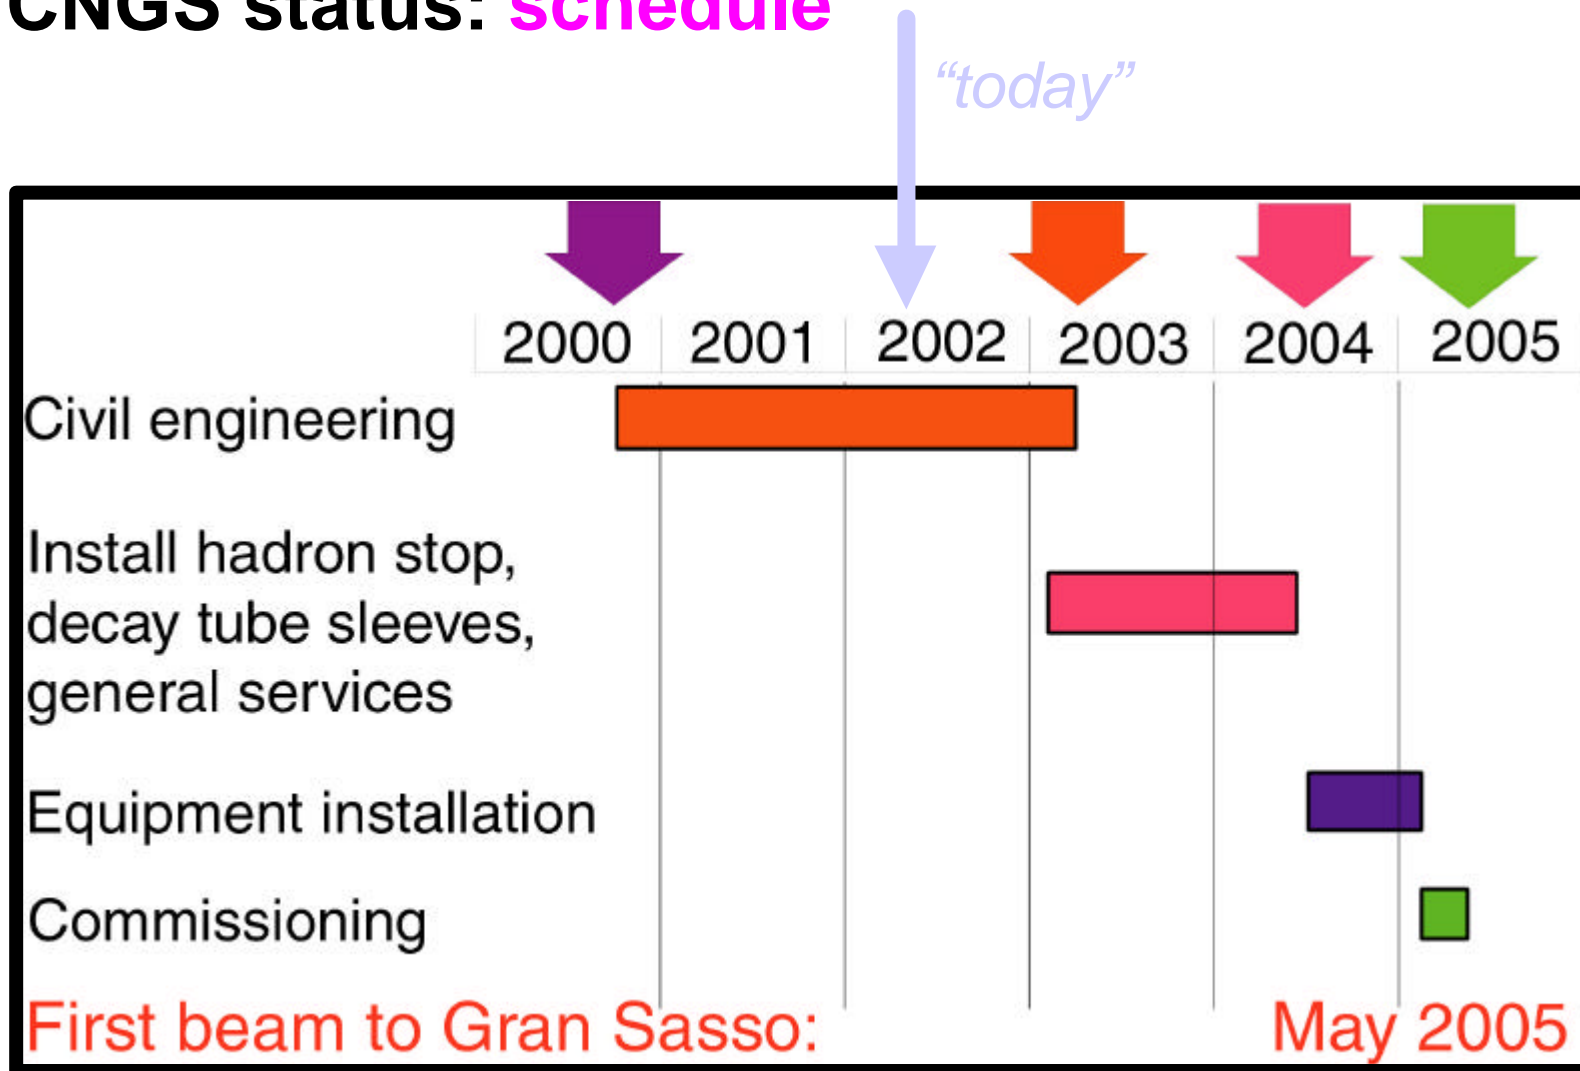 CNGS status: schedule
“today”
2000 2001 2002 2003 2004 2005
Civil engineering
Install hadron stop,
decay tube sleeves,
general services
Equipment installation
Commissioning
First beam to Gran Sasso: May 2005